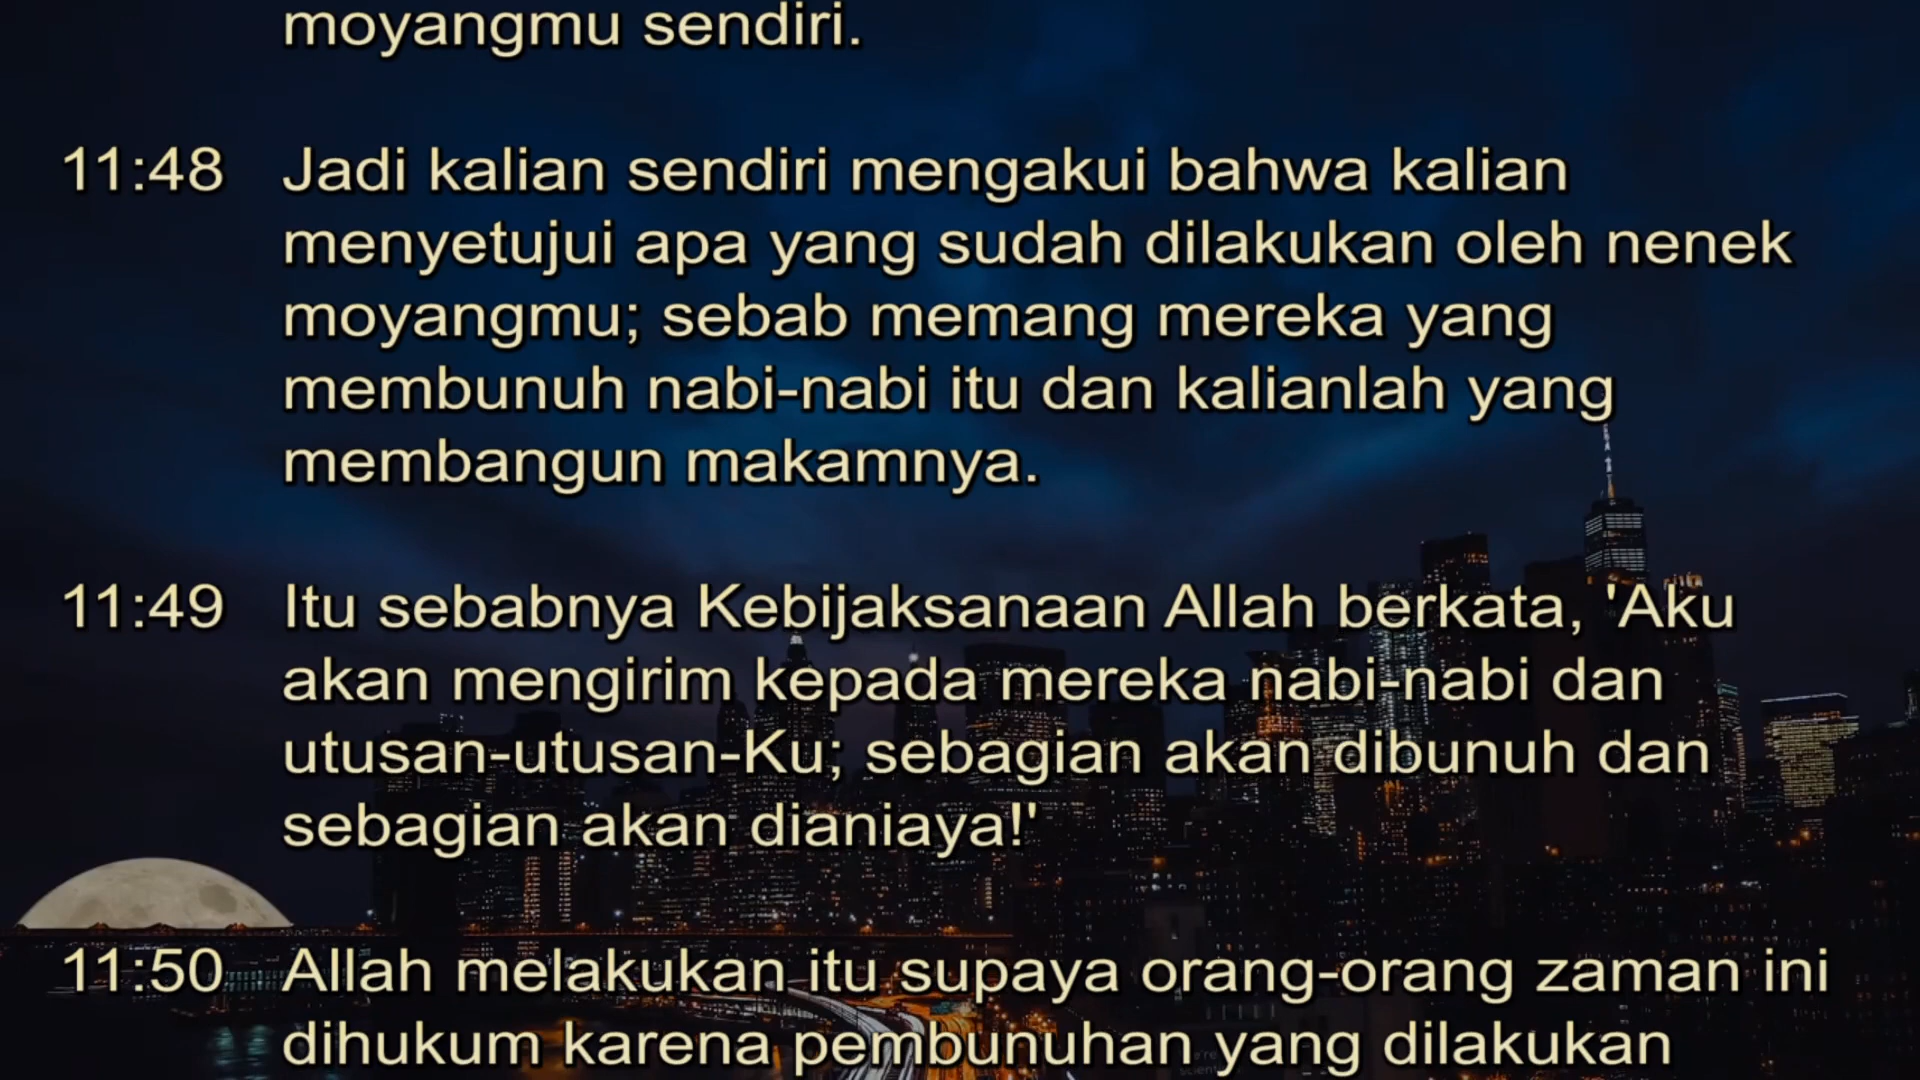 moyangmu sendiri.
11:48 Jadi kalian sendiri mengakui bahwa kalian
menyetujui apa yang sudah dilakukan oleh nenek
moyangmu; sebab memang mereka yang
membunuh nabi-nabi itu dan kalianlah yang
membangun makamnya.
11:49 Itu sebabnya Kebijaksanaan Allah berkata, 'Aku
akan mengirim kepada mereka nabi-nabi dan
utusan-utusan-Ku; sebagian akan dibunuh dan
sebagian akan dianiaya!'
11:50 Allah melakukan itu supaya orang-orang zaman ini
dihukum karena pembunuhan yang dilakukan